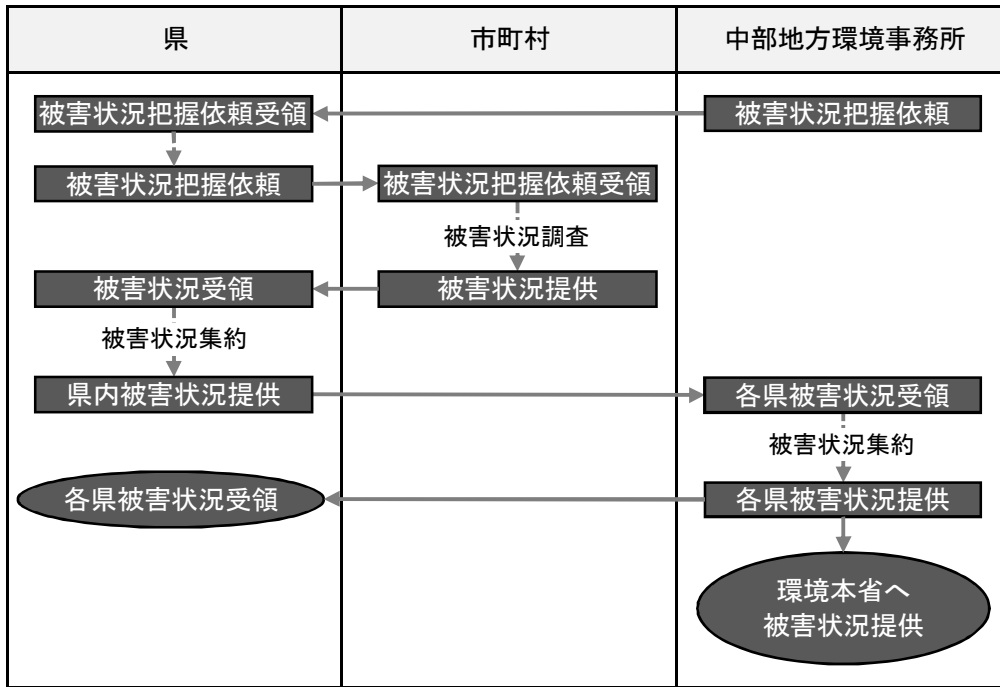 県
市町村
中部地方環境事務所
被害状況把握依頼受領
被害状況把握依頼
被害状況把握依頼
被害状況把握依頼受領
被害状況調査
被害状況受領
被害状況提供
被害状況集約
県内被害状況提供
各県被害状況受領
被害状況集約
各県被害状況受領
各県被害状況提供
環境本省へ
被害状況提供